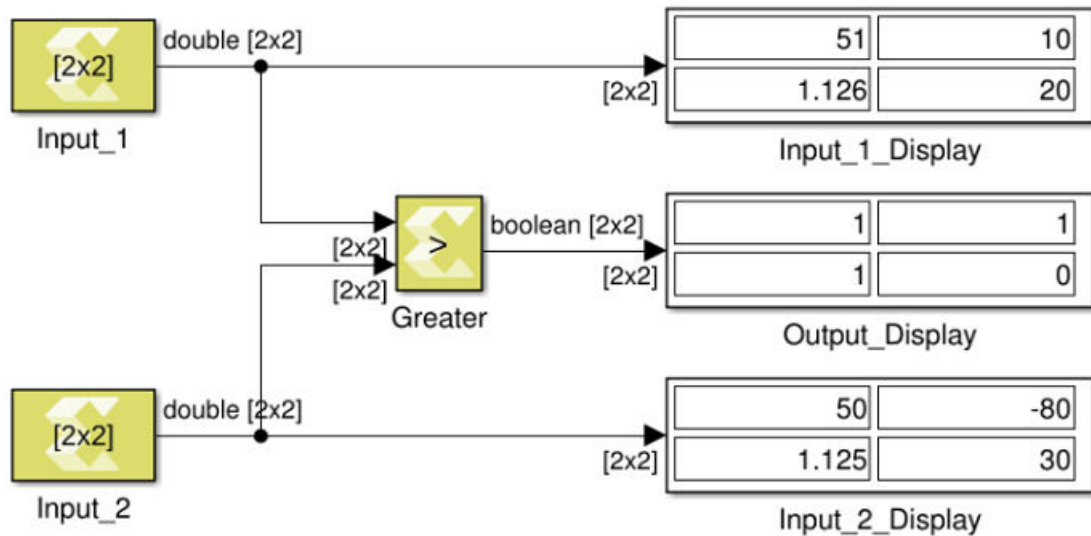 double [2x2]
[2x2]
Input_1
[2x2]
51 10
1.126 20
Input_1_Display
[2x2]
[2x2]
>
Greater
boolean [2x2]
[2x2]
1 1
1 0
Output_Display
double [2x2]
[2x2]
Input_2
[2x2]
50 -80
1.125 30
Input_2_Display